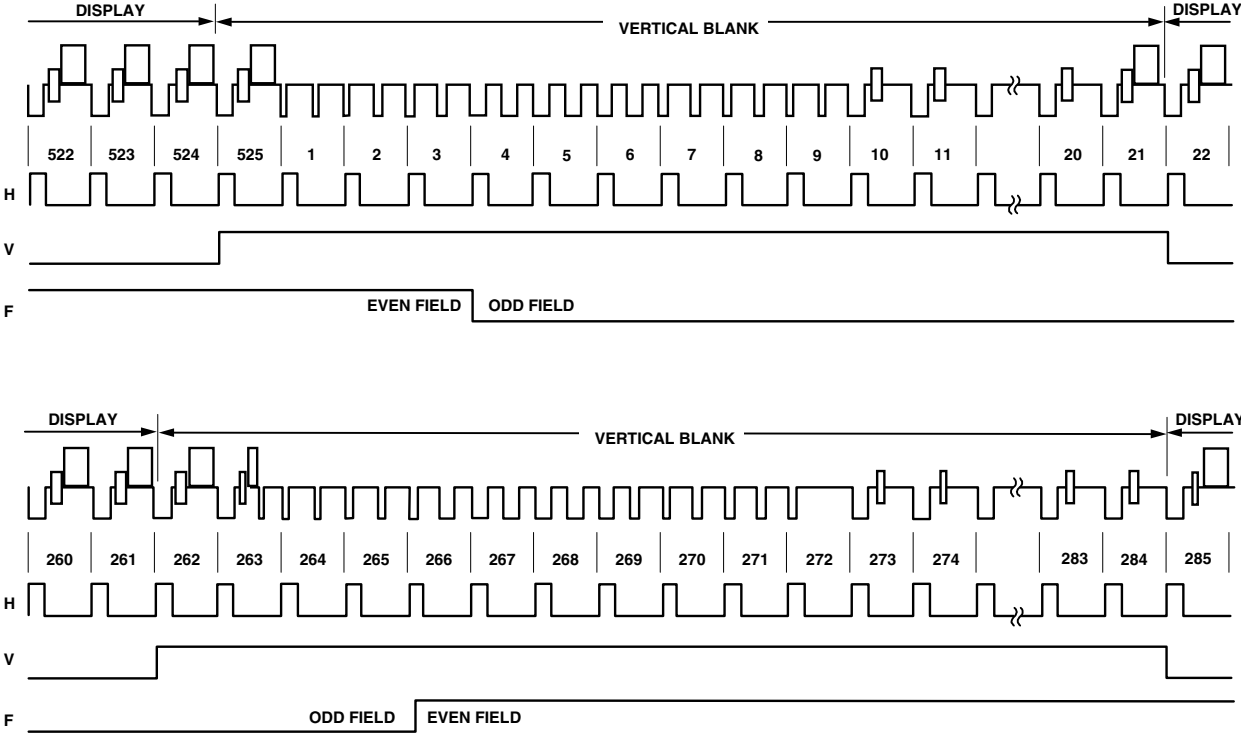 DISPLAY VERTICAL BLANK DISPLAY
522 523 524 525 1 2 3 4 5 6 7 8 9 10 11 20 21 22
H
V
F EVEN FIELD ODD FIELD
DISPLAY VERTICAL BLANK DISPLAY
260 261 262 263 264 265 266 267 268 269 270 271 272 273 274 283 284 285
H
V
F ODD FIELD EVEN FIELD